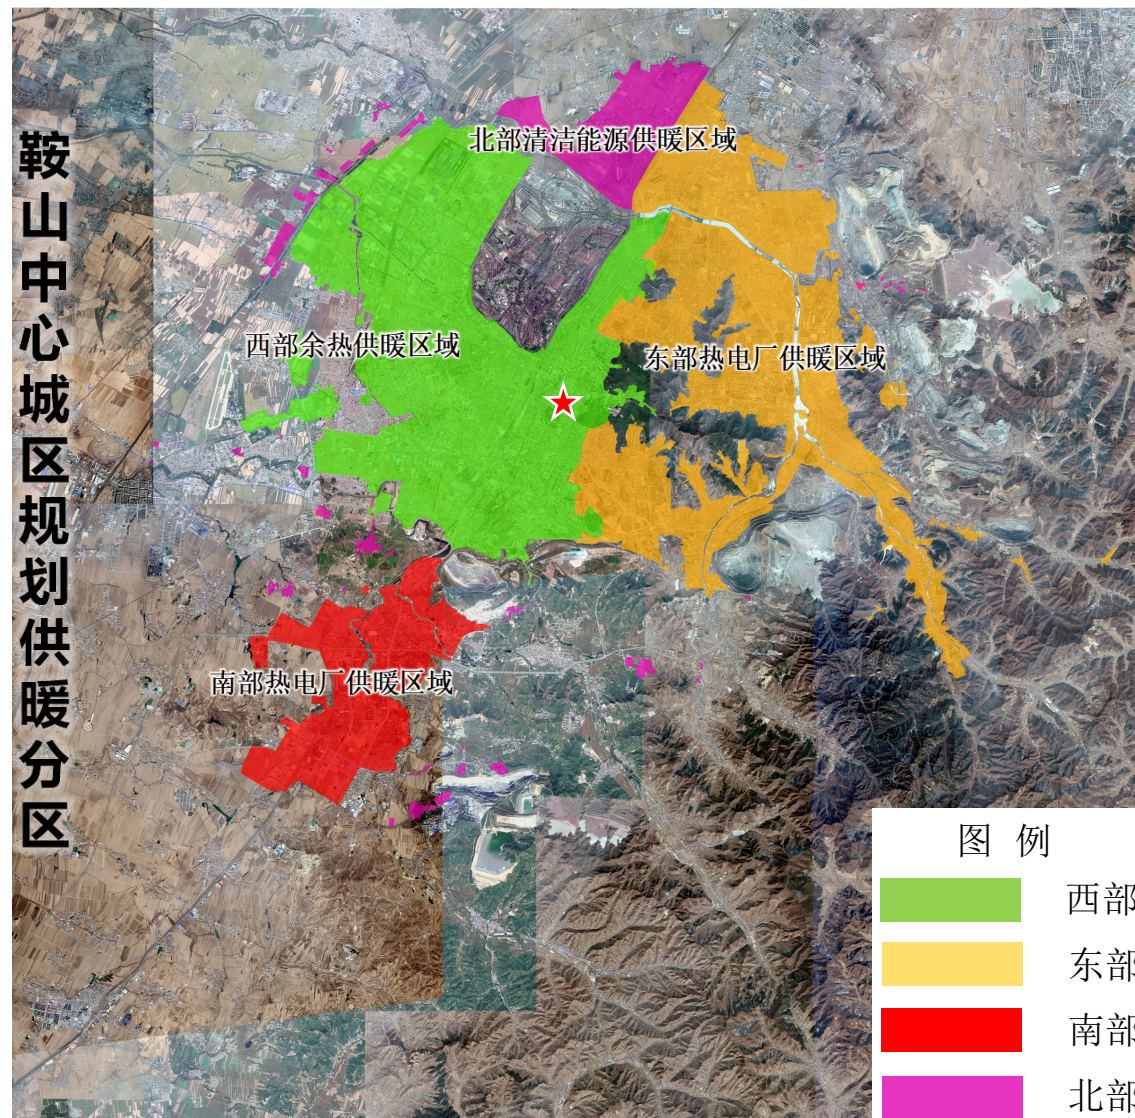 鞍山中心城区规划供暖分区
北部清洁能源供暖区域
西部余热供暖区域
东部热电厂供暖区域
南部热电厂供暖区域
图 例
西部
东部
南部
北部